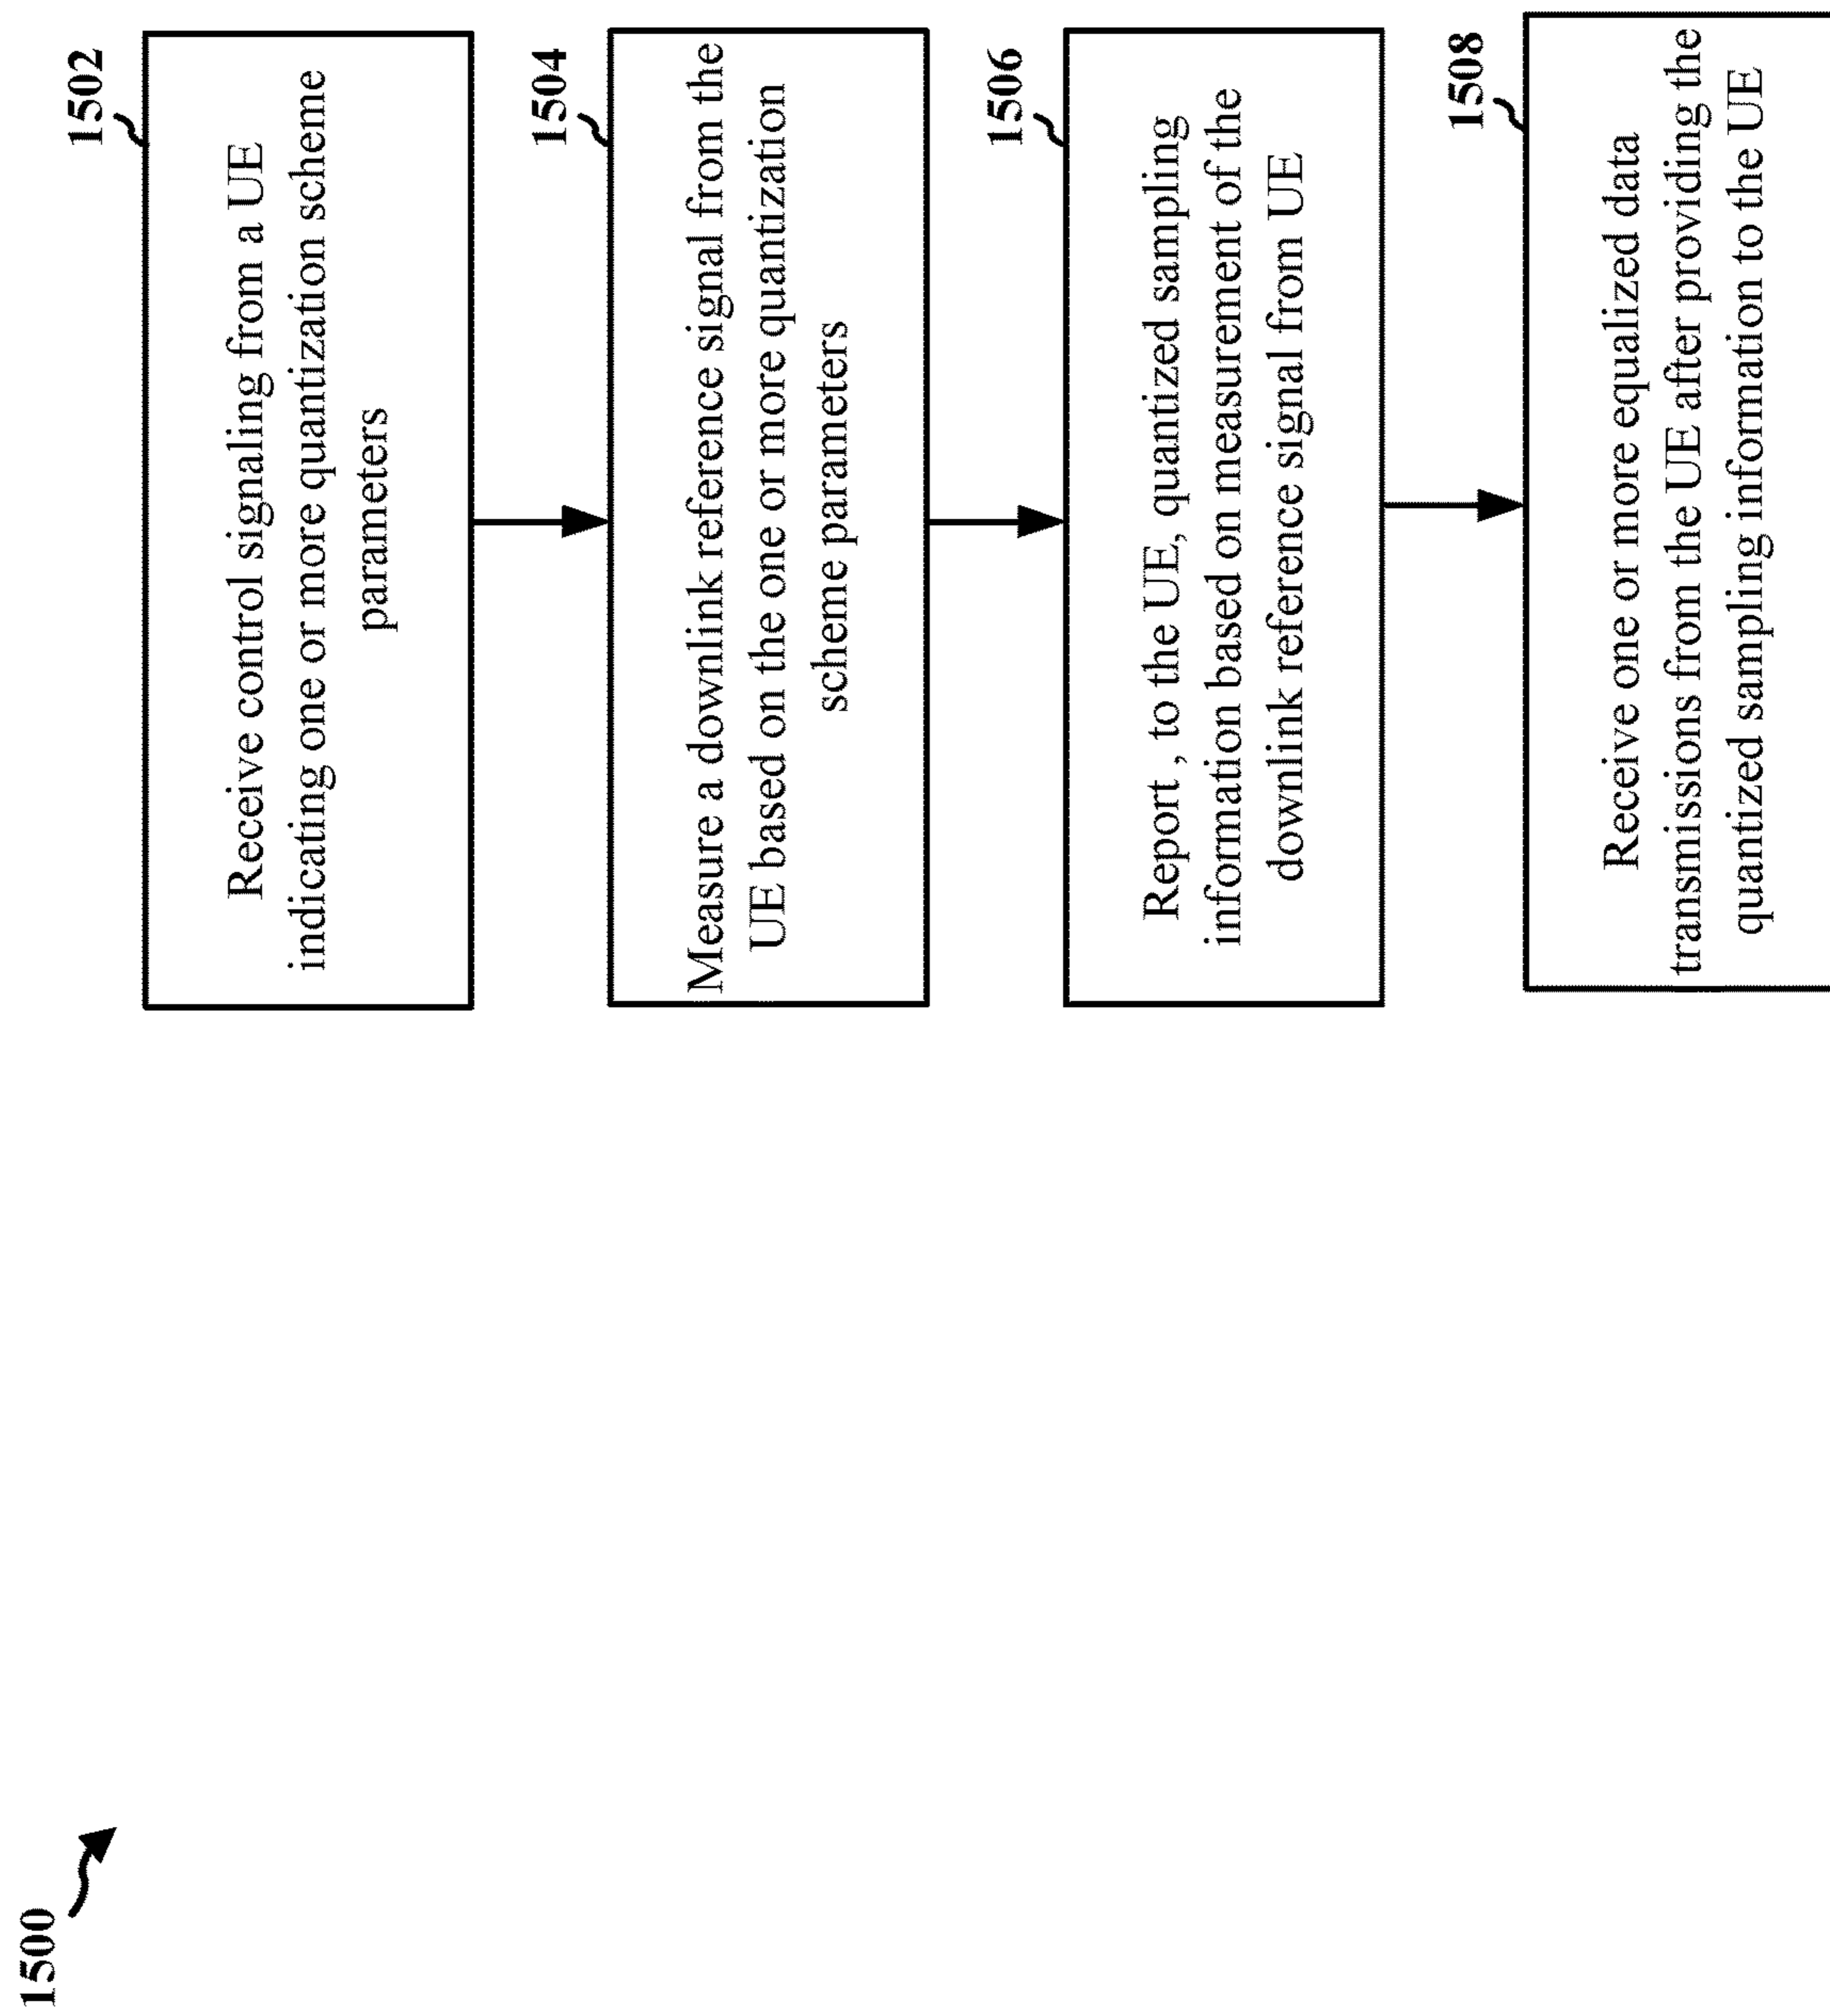 1500
1502
Receive control signaling from a UE
indicating one or more quantization scheme
parameters
1504
Measure a downlink reference signal from the
UE based on the one or more quantization
scheme parameters
1506
Report , to the UE, quantized sampling
information based on measurement of the
downlink reference signal from UE
1508
Receive one or more equalized data
transmissions from the UE after providing the
quantized sampling information to the UE